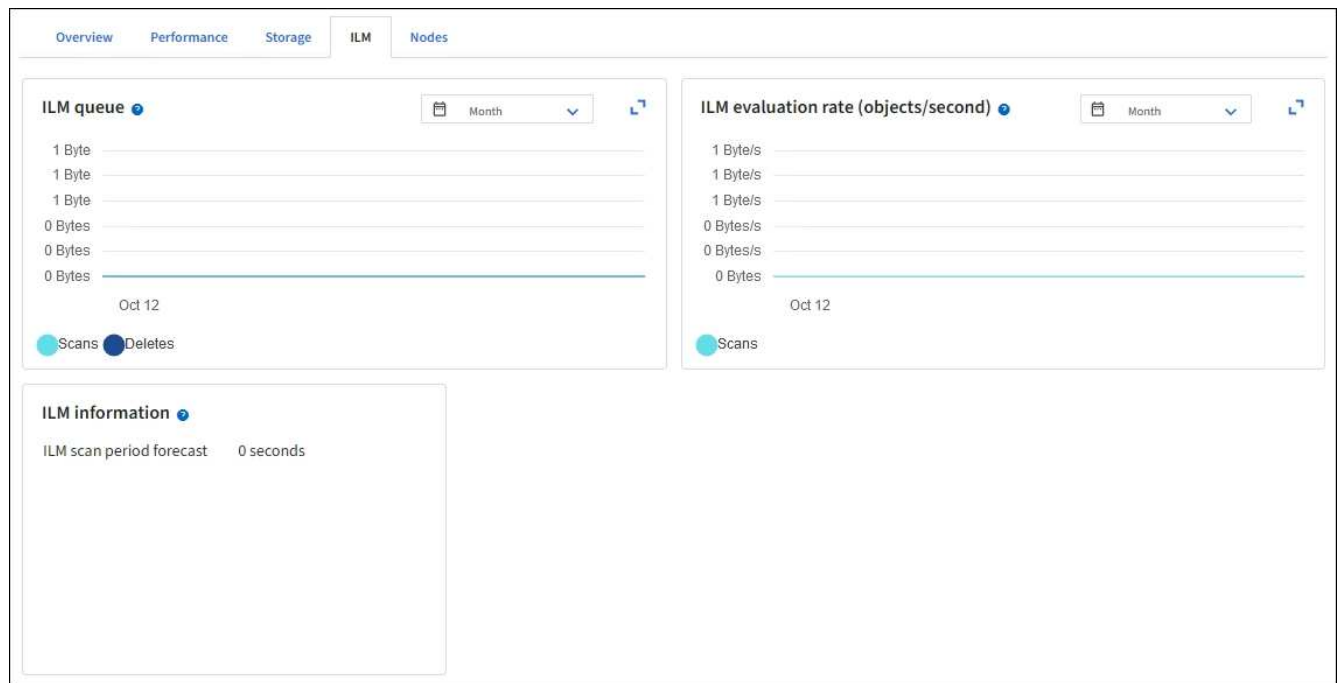 Overview Performance Storage ILM Nodes
ILM queue ?
Month
1 Byte
1 Byte
1 Byte
0 Bytes
0 Bytes
0 Bytes
Oct 12
Scans Deletes
ILM evaluation rate (objects/second) ?
Month
1 Byte/s
1 Byte/s
1 Byte/s
0 Bytes/s
0 Bytes/s
0 Bytes
Oct 12
Scans
ILM information ?
ILM scan period forecast 0 seconds